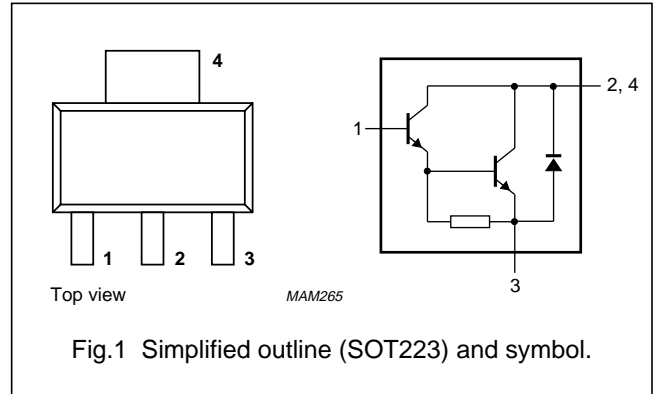 4
1
2, 4
1 2 3
3
Top view MAM265
Fig.1 Simplified outline (SOT223) and symbol.